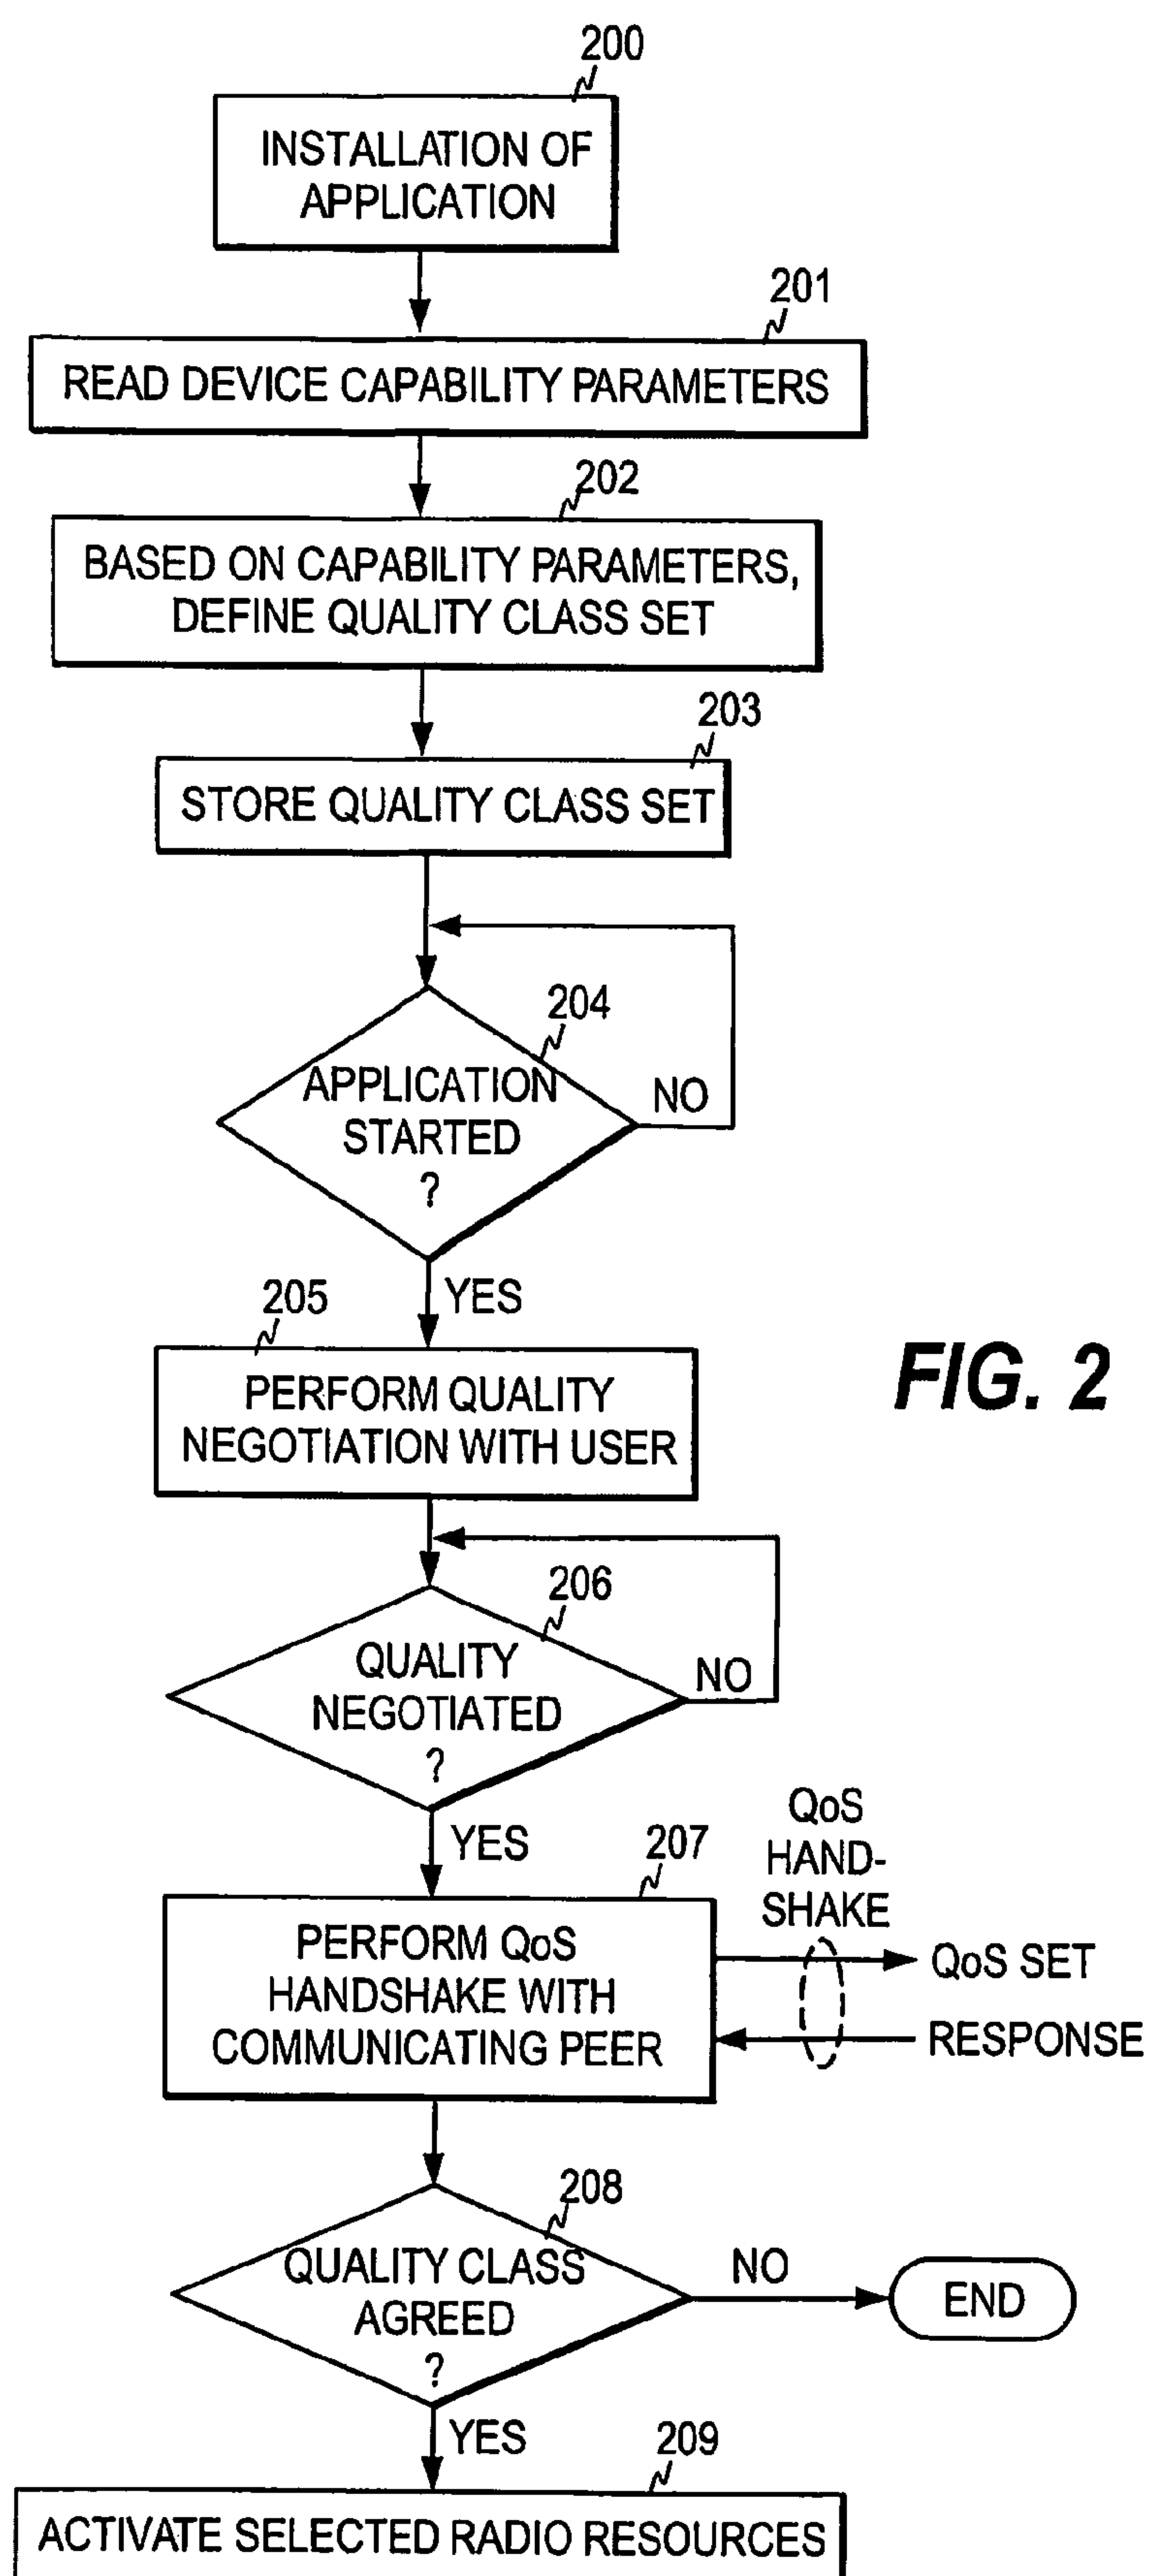 200
INSTALLATION OF
APPLICATION
201
READ DEVICE CAPABILITY PARAMETERS
202
BASED ON CAPABILITY PARAMETERS,
DEFINE QUALITY CLASS SET
203
STORE QUALITY CLASS SET
204
APPLICATION
STARTED
?
NO
YES
205
PERFORM QUALITY
NEGOTIATION WITH USER
FIG. 2
206
QUALITY
NEGOTIATED
?
NO
YES
207
PERFORM QoS
HANDSHAKE WITH
COMMUNICATING PEER
QoS
HAND-
SHAKE
QoS SET
RESPONSE
208
QUALITY CLASS
AGREED
?
NO
END
YES
209
ACTIVATE SELECTED RADIO RESOURCES